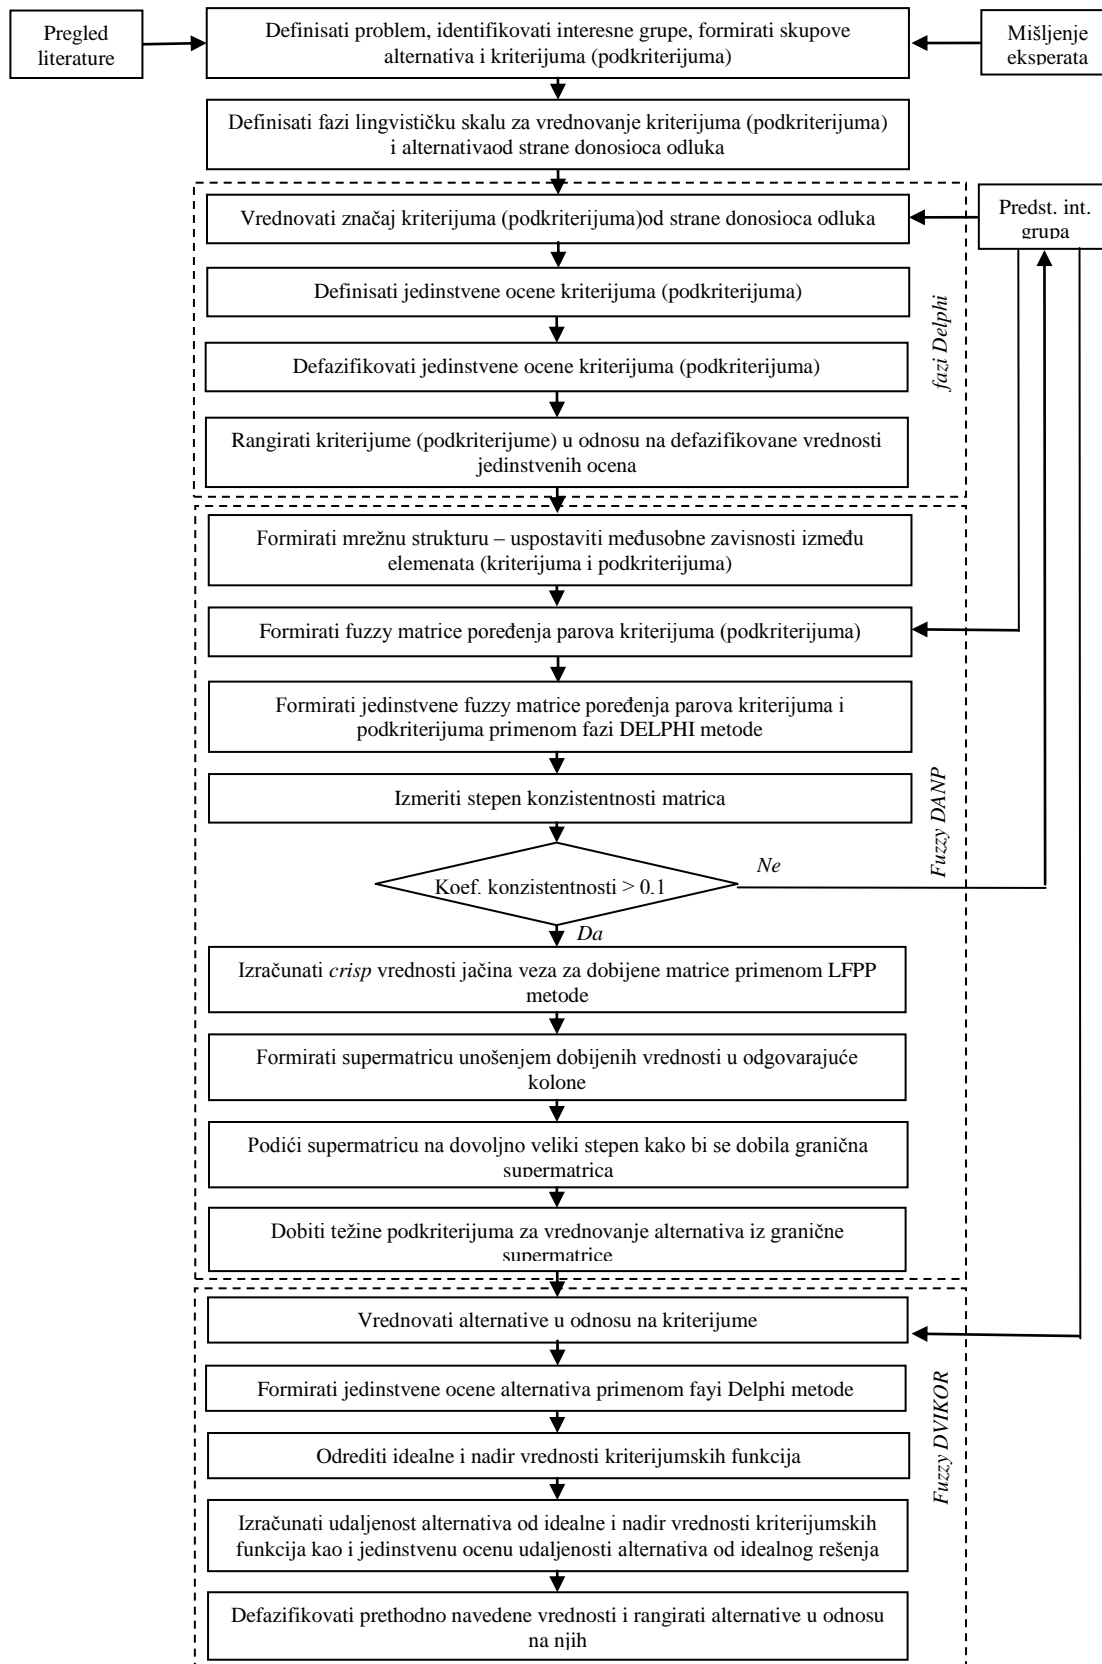 Pregled
literature
Definisati problem, identifikovati interesne grupe, formirati skupove
alternativa i kriterijuma (podkriterijuma)
Mišljenje
eksperata
Definisati fazi lingvističku skalu za vrednovanje kriterijuma (podkriterijuma)
i alternativaod strane donosioca odluka
Vrednovati značaj kriterijuma (podkriterijuma)od strane donosioca odluka
Predst. int.
grupa
Definisati jedinstvene ocene kriterijuma (podkriterijuma)
Defazifikovati jedinstvene ocene kriterijuma (podkriterijuma)
fazi Delphi
Rangirati kriterijume (podkriterijume) u odnosu na defazifikovane vrednosti
jedinstvenih ocena
Formirati mrežnu strukturu – uspostaviti međusobne zavisnosti između
elemenata (kriterijuma i podkriterijuma)
Formirati fuzzy matrice poređenja parova kriterijuma (podkriterijuma)
Formirati jedinstvene fuzzy matrice poređenja parova kriterijuma i
podkriterijuma primenom fazi DELPHI metode
Izmeriti stepen konzistentnosti matrica
Fuzzy DANP
Koef. konzistentnosti > 0.1
Ne
Da
Izračunati crisp vrednosti jačina veza za dobijene matrice primenom LFPP
metode
Formirati supermatricu unošenjem dobijenih vrednosti u odgovarajuće
kolone
Podići supermatricu na dovoljno veliki stepen kako bi se dobila granična
supermatrica
Dobiti težine podkriterijuma za vrednovanje alternativa iz granične
supermatrice
Vrednovati alternative u odnosu na kriterijume
Formirati jedinstvene ocene alternativa primenom fayi Delphi metode
Fuzzy DVIKOR
Odrediti idealne i nadir vrednosti kriterijumskih funkcija
Izračunati udaljenost alternativa od idealne i nadir vrednosti kriterijumskih
funkcija kao i jedinstvenu ocenu udaljenosti alternativa od idealnog rešenja
Defazifikovati prethodno navedene vrednosti i rangirati alternative u odnosu
na njih